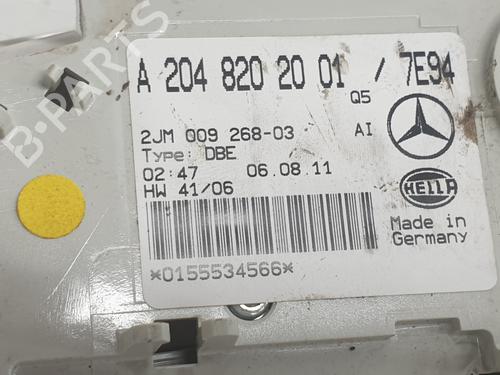 A 204 820 20 01 / 7E94
Q5
2JM 009 268-03 AI
Type: DBE
02:47 06.08.11
HW 41/06
HELLA
Made in
Germany
*0155534566*
B-PARTS